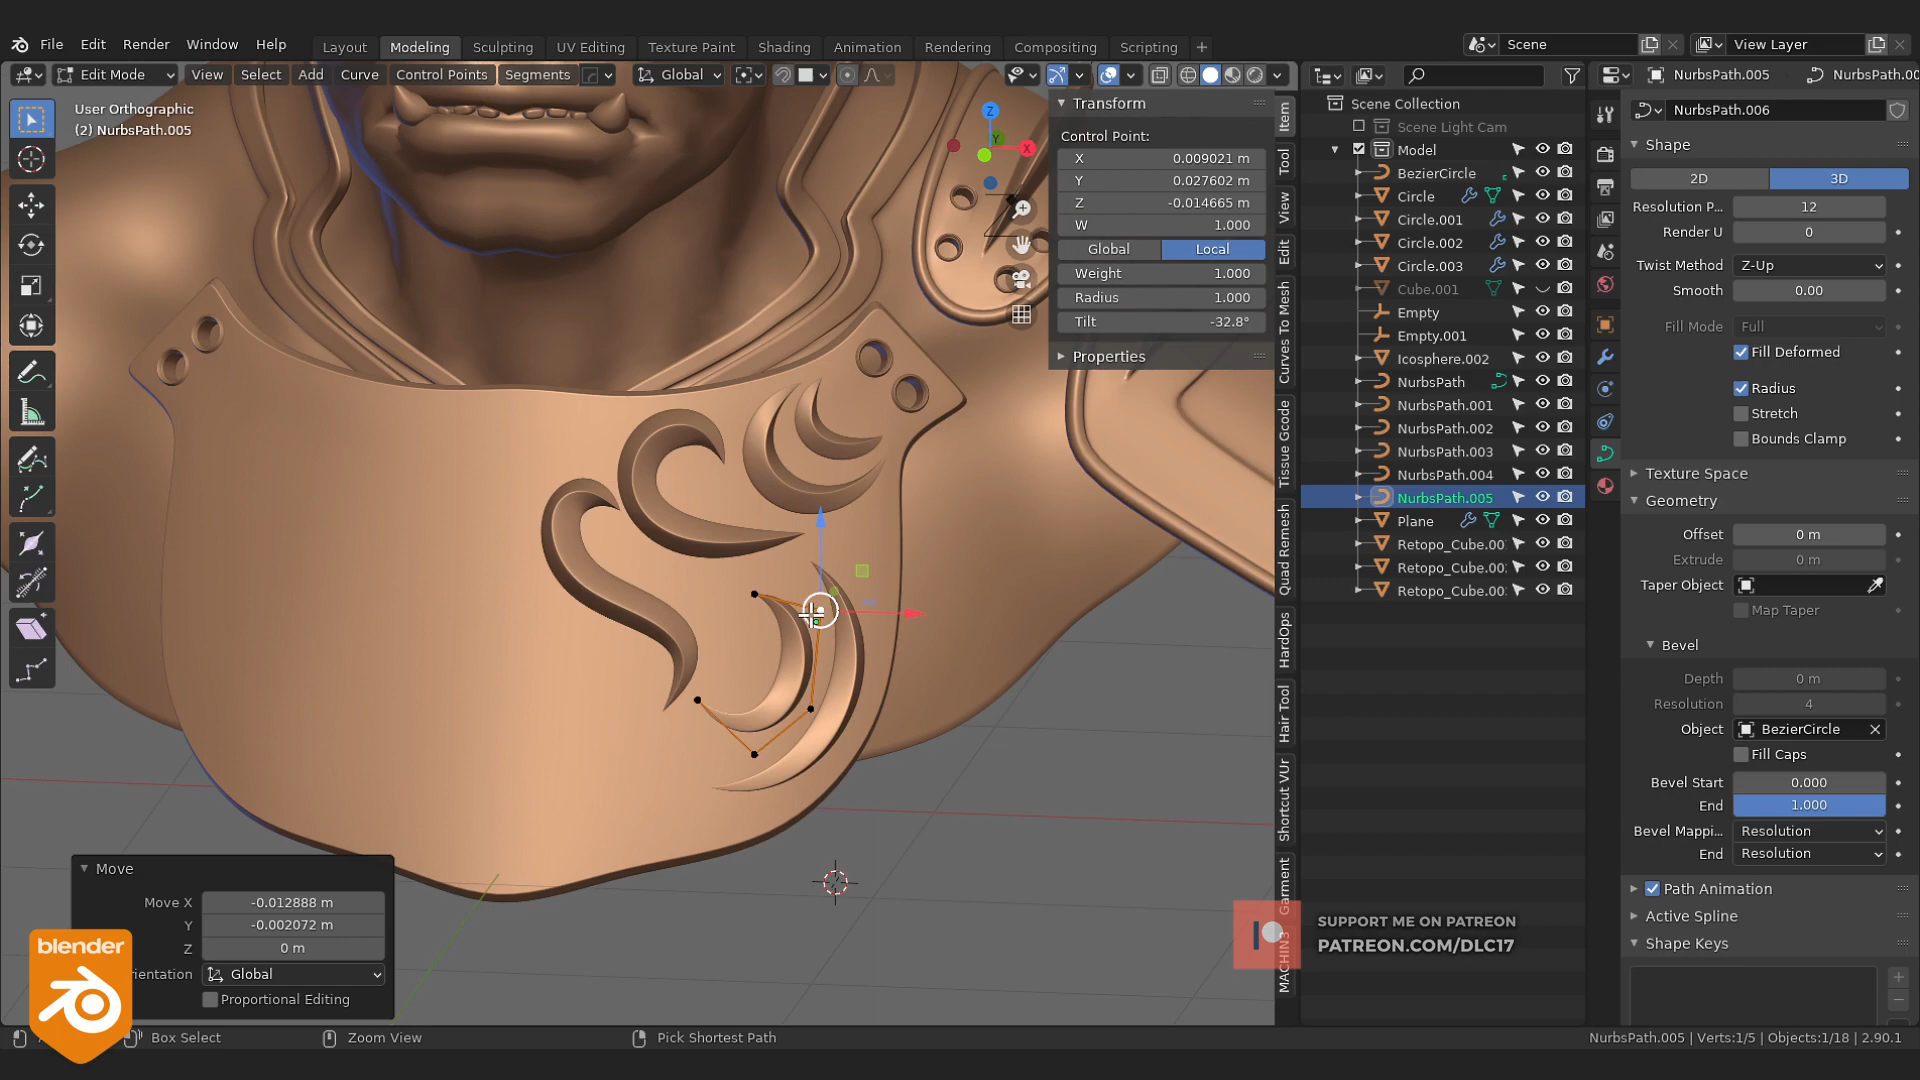 File Edit Render Window Help Layout Modeling Sculpting UV Editing Texture Paint Shading Animation Rendering Compositing Scripting + Scene View Layer
Edit Mode View Select Add Curve Control Points Segments Global NurbsPath.005 NurbsPath.00
User Orthographic
(2) NurbsPath.005
Z
Y
X
Transform
Control Point:
X 0.009021 m
Y 0.027602 m
Z -0.014665 m
W 1.000
Global Local
Weight 1.000
Radius 1.000
Tilt -32.8°
Properties
Item
Tool
View
Edit
Curves To Mesh
Tissue Gcode
Quad Remesh
HardOps
Hair Tool
Shortcut VUr
Garment
MACHIN3
Scene Collection
Scene Light Cam
Model
BezierCircle
Circle
Circle.001
Circle.002
Circle.003
Cube.001
Empty
Empty.001
Icosphere.002
NurbsPath
NurbsPath.001
NurbsPath.002
NurbsPath.003
NurbsPath.004
NurbsPath.005
Plane
Retopo_Cube.00
Retopo_Cube.00
Retopo_Cube.00
NurbsPath.006
Shape
2D 3D
Resolution P... 12
Render U 0
Twist Method Z-Up
Smooth 0.00
Fill Mode Full
Fill Deformed
Radius
Stretch
Bounds Clamp
Texture Space
Geometry
Offset 0 m
Extrude 0 m
Taper Object
Map Taper
Bevel
Depth 0 m
Resolution 4
Object BezierCircle
Fill Caps
Bevel Start 0.000
End 1.000
Bevel Mappi... Resolution
End Resolution
Path Animation
Active Spline
Shape Keys
Move
Move X -0.012888 m
Y -0.002072 m
Z 0 m
rientation Global
Proportional Editing
blender
SUPPORT ME ON PATREON
PATREON.COM/DLC17
Box Select Zoom View Pick Shortest Path NurbsPath.005 | Verts:1/5 | Objects:1/18 | 2.90.1